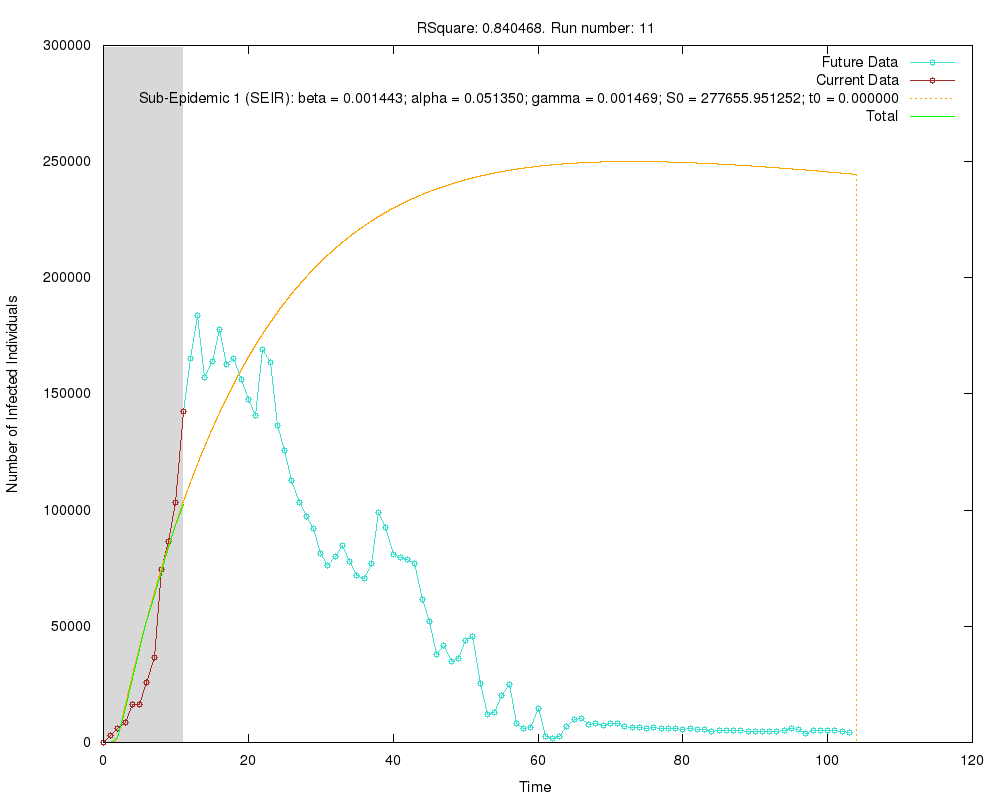 RSquare: 0.840468. Run number: 11
Future Data
Current Data
Sub-Epidemic 1 (SEIR): beta = 0.001443; alpha = 0.051350; gamma = 0.001469; S0 = 277655.951252; t0 = 0.000000
Total
300000
250000
200000
150000
100000
50000
0
Number of Infected Individuals
0 20 40 60 80 100 120
Time